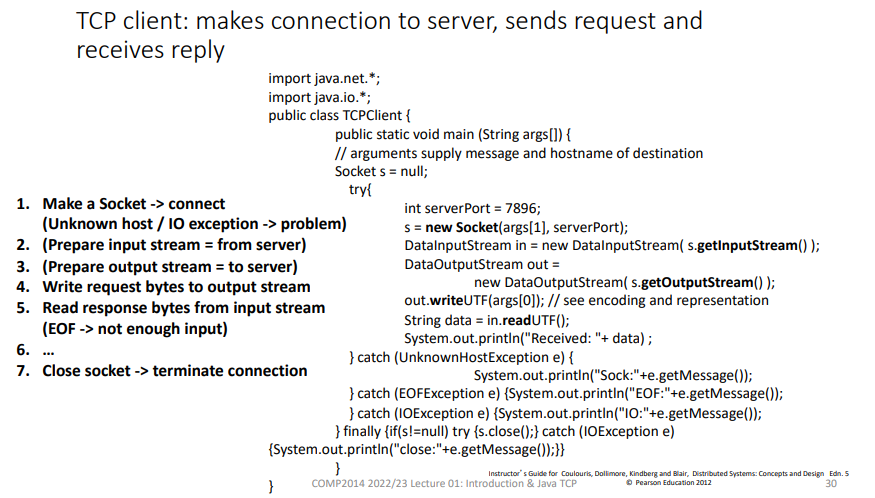 TCP client: makes connection to server, sends request and
receives reply
import java.net.*;
import java.io.*;
public class TCPClient {
public static void main (String args[]) {
// arguments supply message and hostname of destination
Socket s = null;
try{
int serverPort = 7896;
s = new Socket(args[1], serverPort);
DataInputStream in = new DataInputStream( s.getInputStream() );
DataOutputStream out =
new DataOutputStream( s.getOutputStream() );
out.writeUTF(args[0]); // see encoding and representation
String data = in.readUTF();
System.out.println("Received: "+ data) ;
} catch (UnknownHostException e) {
System.out.println("Sock:"+e.getMessage());
} catch (EOFException e) {System.out.println("EOF:"+e.getMessage());
} catch (IOException e) {System.out.println("IO:"+e.getMessage());
} finally {if(s!=null) try {s.close();} catch (IOException e)
{System.out.println("close:"+e.getMessage());}}
}
}
1. Make a Socket -> connect
(Unknown host / IO exception -> problem)
2. (Prepare input stream = from server)
3. (Prepare output stream = to server)
4. Write request bytes to output stream
5. Read response bytes from input stream
(EOF -> not enough input)
6. ...
7. Close socket -> terminate connection
Instructor's Guide for Coulouris, Dollimore, Kindberg and Blair, Distributed Systems: Concepts and Design Edn. 5
© Pearson Education 2012
COMP2014 2022/23 Lecture 01: Introduction & Java TCP
30